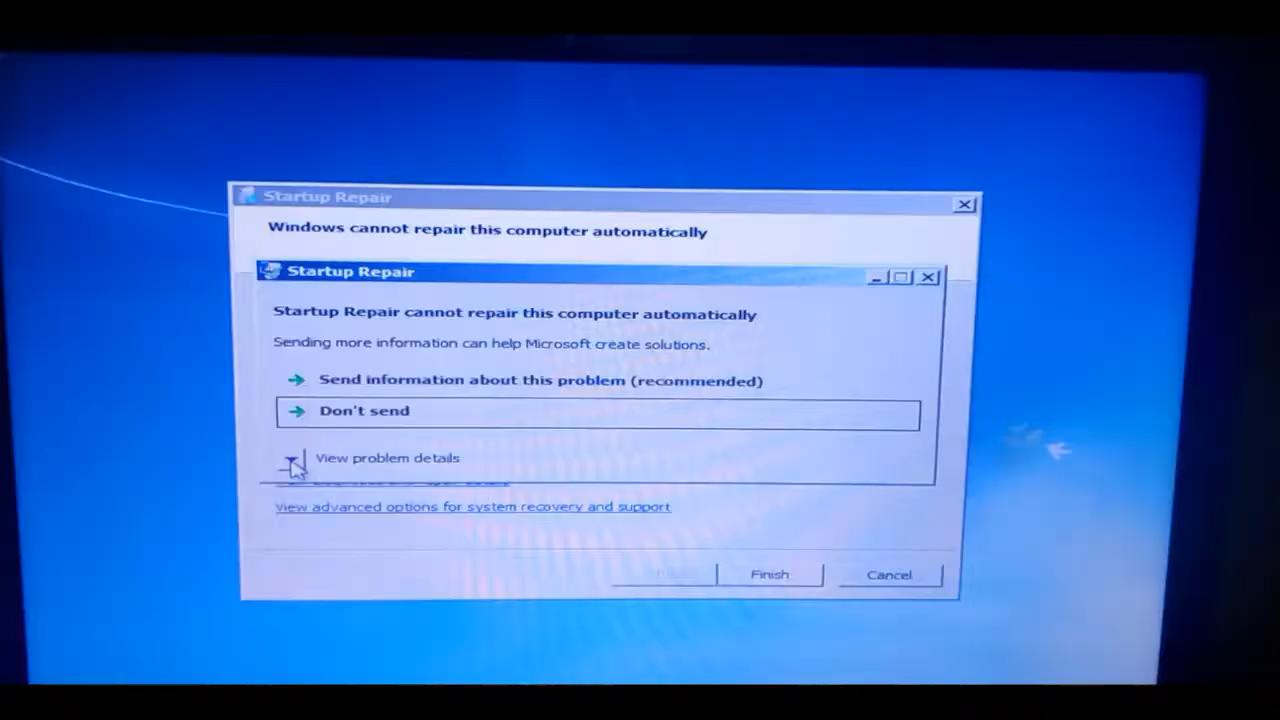 Startup Repair
Windows cannot repair this computer automatically
Startup Repair
Startup Repair cannot repair this computer automatically
Sending more information can help Microsoft create solutions.
Send information about this problem (recommended)
Don't send
View problem details
View advanced options for system recovery and support
Finish
Cancel